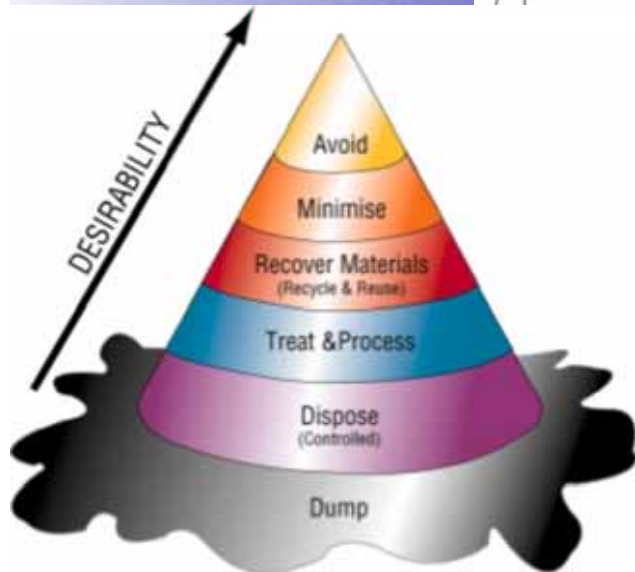 DESIRABILITY
Avoid
Minimise
Recover Materials
(Recycle & Reuse)
Treat &Process
Dispose
(Controlled)
Dump